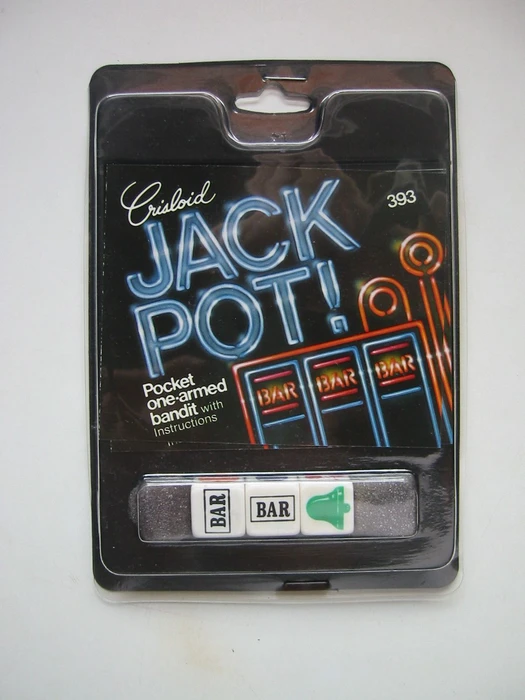 Crisloid
393
JACK
POT!
Pocket
one-armed
bandit with
Instructions
BAR BAR BAR
BAR BAR